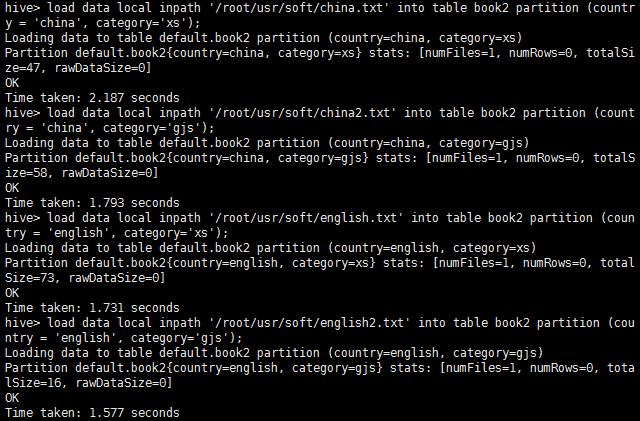 hive> load data local inpath '/root/usr/soft/china.txt' into table book2 partition (countr
y = 'china', category='xs');
Loading data to table default.book2 partition (country=china, category=xs)
Partition default.book2{country=china, category=xs} stats: [numFiles=1, numRows=0, totalSi
ze=47, rawDataSize=0]
OK
Time taken: 2.187 seconds
hive> load data local inpath '/root/usr/soft/china2.txt' into table book2 partition (count
ry = 'china', category='gjs');
Loading data to table default.book2 partition (country=china, category=gjs)
Partition default.book2{country=china, category=gjs} stats: [numFiles=1, numRows=0, totalS
ize=58, rawDataSize=0]
OK
Time taken: 1.793 seconds
hive> load data local inpath '/root/usr/soft/english.txt' into table book2 partition (coun
try = 'english', category='xs');
Loading data to table default.book2 partition (country=english, category=xs)
Partition default.book2{country=english, category=xs} stats: [numFiles=1, numRows=0, total
Size=73, rawDataSize=0]
OK
Time taken: 1.731 seconds
hive> load data local inpath '/root/usr/soft/english2.txt' into table book2 partition (cou
ntry = 'english', category='gjs');
Loading data to table default.book2 partition (country=english, category=gjs)
Partition default.book2{country=english, category=gjs} stats: [numFiles=1, numRows=0, tota
lSize=16, rawDataSize=0]
OK
Time taken: 1.577 seconds